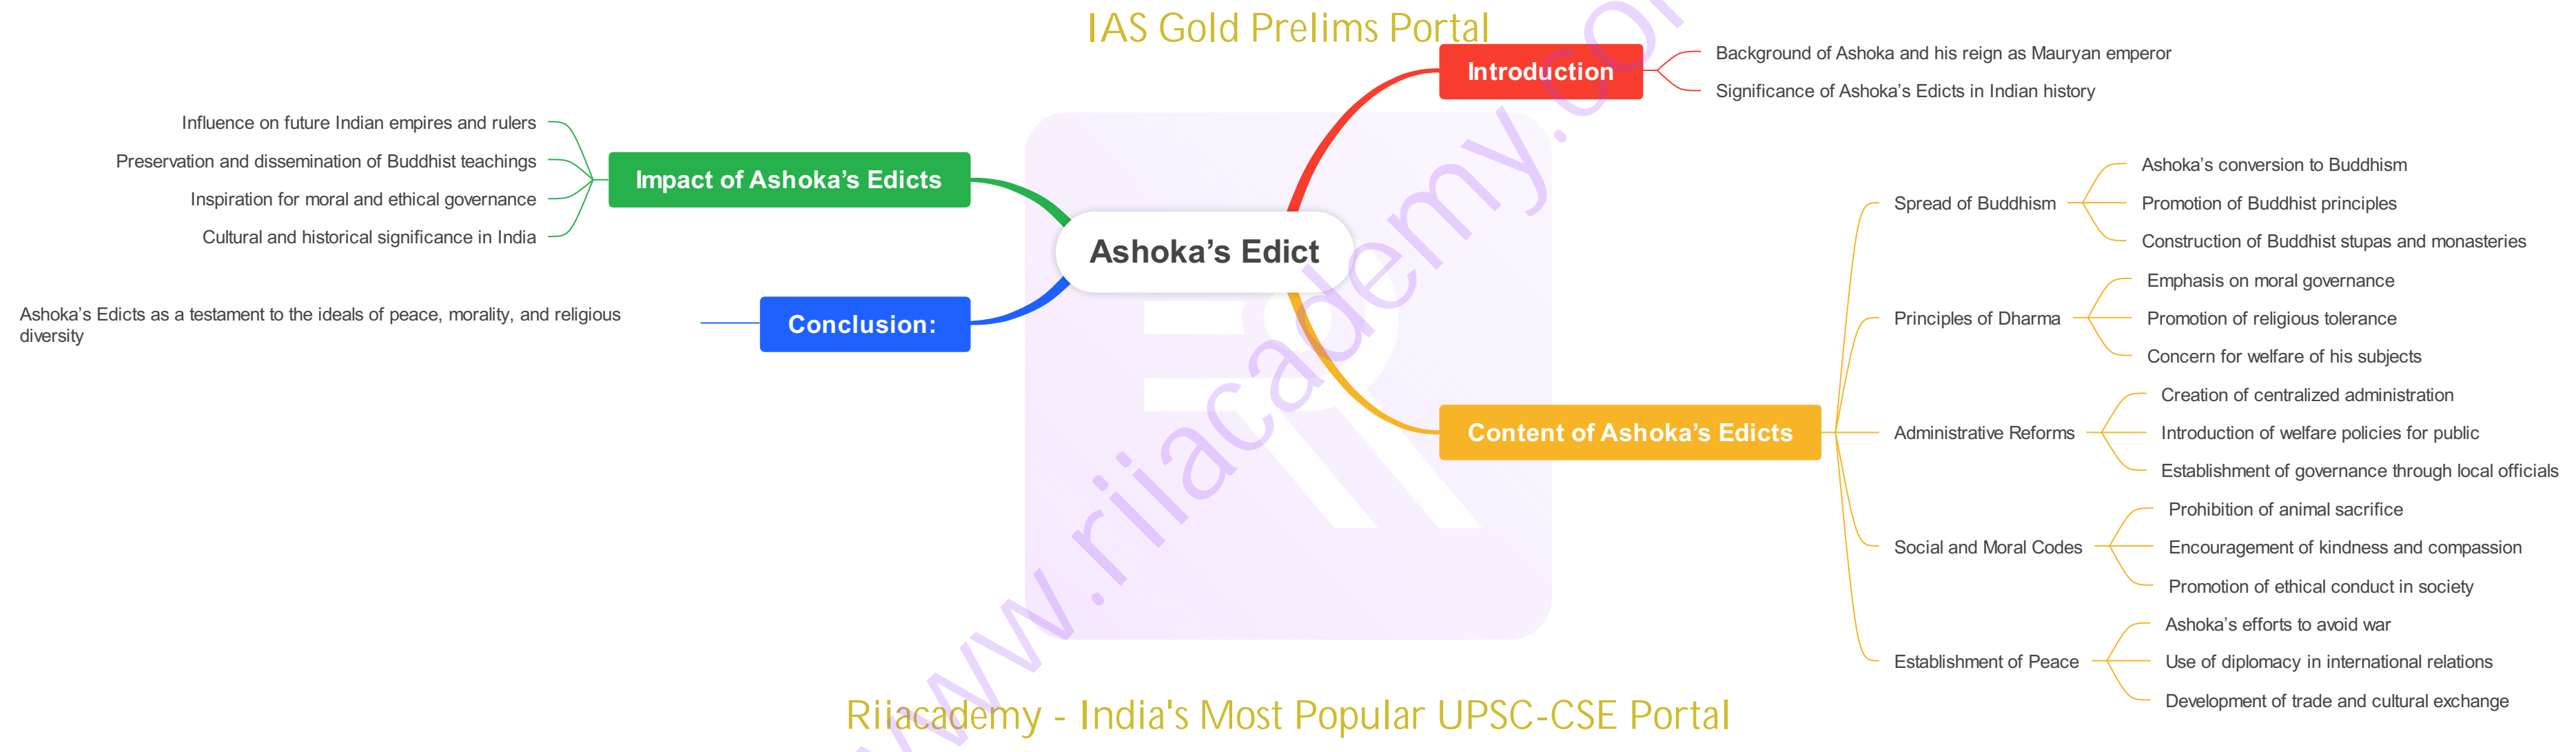 IAS Gold Prelims Portal
Ashoka's Edict
Introduction
Background of Ashoka and his reign as Mauryan emperor
Significance of Ashoka's Edicts in Indian history
Content of Ashoka's Edicts
Spread of Buddhism
Ashoka's conversion to Buddhism
Promotion of Buddhist principles
Construction of Buddhist stupas and monasteries
Principles of Dharma
Emphasis on moral governance
Promotion of religious tolerance
Concern for welfare of his subjects
Administrative Reforms
Creation of centralized administration
Introduction of welfare policies for public
Establishment of governance through local officials
Social and Moral Codes
Prohibition of animal sacrifice
Encouragement of kindness and compassion
Promotion of ethical conduct in society
Establishment of Peace
Ashoka's efforts to avoid war
Use of diplomacy in international relations
Development of trade and cultural exchange
Impact of Ashoka's Edicts
Influence on future Indian empires and rulers
Preservation and dissemination of Buddhist teachings
Inspiration for moral and ethical governance
Cultural and historical significance in India
Conclusion:
Ashoka's Edicts as a testament to the ideals of peace, morality, and religious
diversity
www.riiacademy.com
Riiacademy - India's Most Popular UPSC-CSE Portal